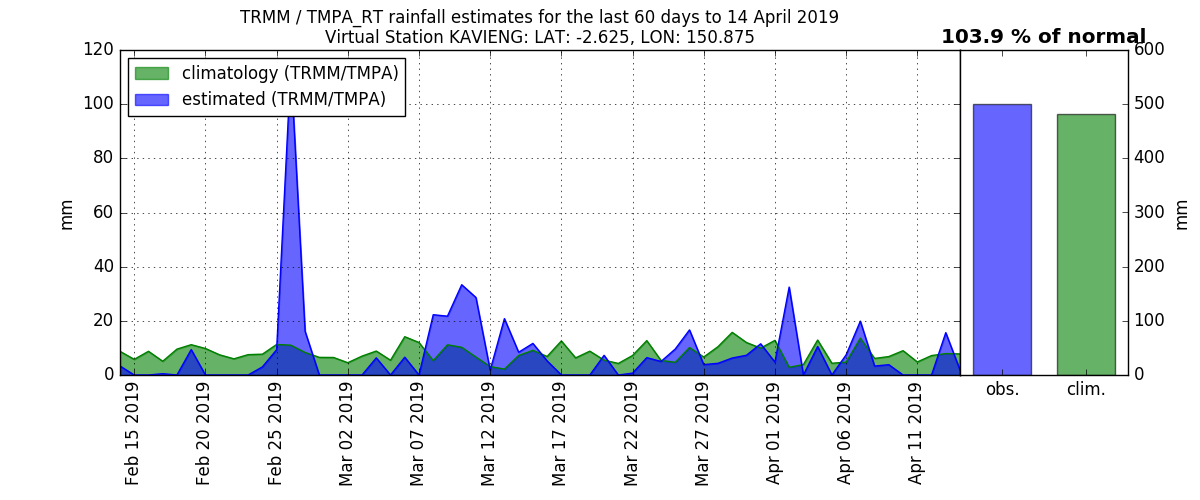 TRMM / TMPA_RT rainfall estimates for the last 60 days to 14 April 2019
Virtual Station KAVIENG: LAT: -2.625, LON: 150.875
103.9 % of normal
climatology (TRMM/TMPA)
estimated (TRMM/TMPA)
mm
120
100
80
60
40
20
0
Feb 15 2019
Feb 20 2019
Feb 25 2019
Mar 02 2019
Mar 07 2019
Mar 12 2019
Mar 17 2019
Mar 22 2019
Mar 27 2019
Apr 01 2019
Apr 06 2019
Apr 11 2019
600
500
400
300
200
100
0
mm
obs.
clim.